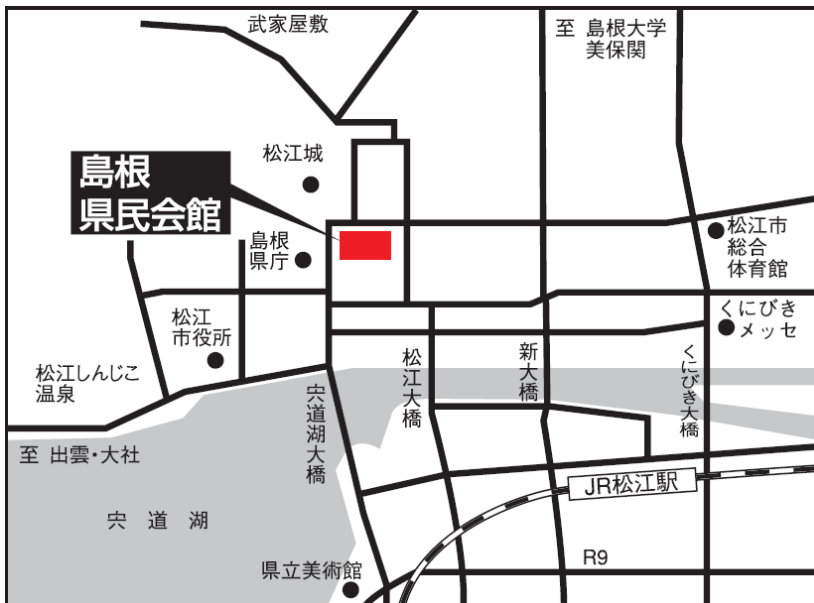 武家屋敷
至 島根大学
美保関
松江城
島根
県民会館
島根
県庁
松江市
総合
体育館
松江
市役所
くにびき
メッセ
松江しんじこ
温泉
宍道湖大橋
松江大橋
新大橋
くにびき大橋
至 出雲・大社
宍道湖
JR松江駅
県立美術館
R9